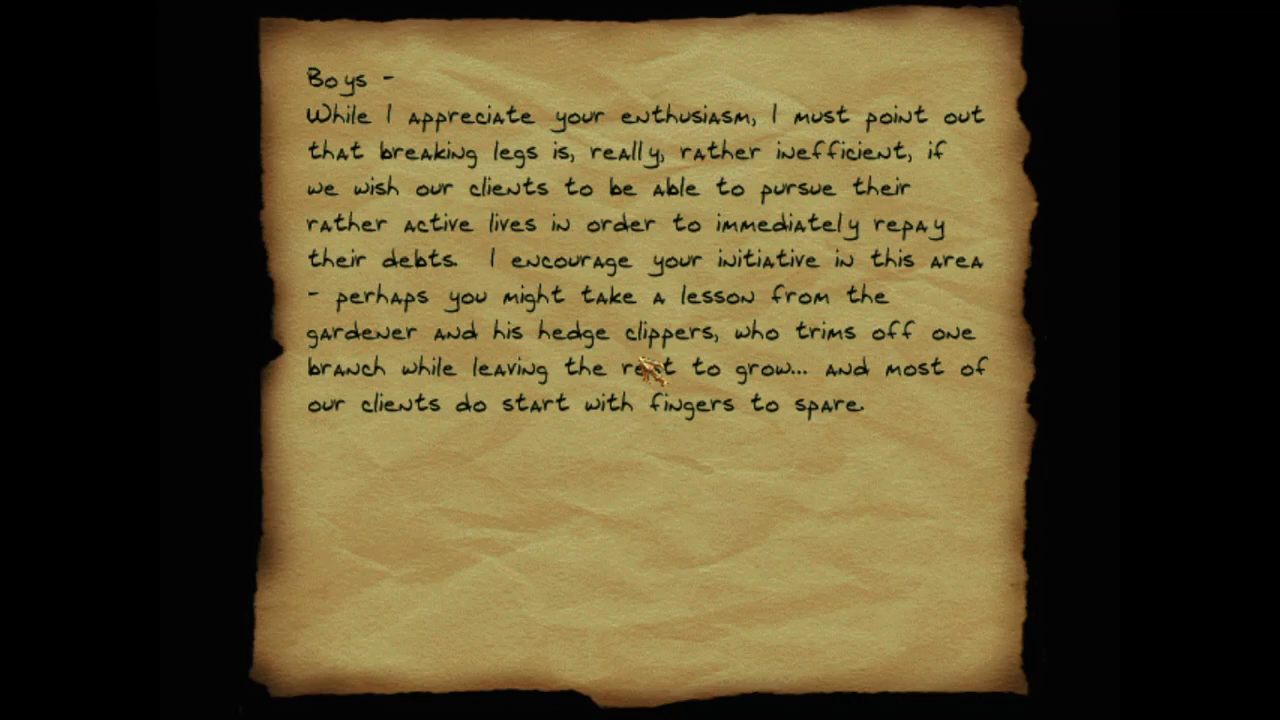 Boys -
While I appreciate your enthusiasm, I must point out
that breaking legs is, really, rather inefficient, if
we wish our clients to be able to pursue their
rather active lives in order to immediately repay
their debts.  I encourage your initiative in this area
- perhaps you might take a lesson from the
gardener and his hedge clippers, who trims off one
branch while leaving the rest to grow... and most of
our clients do start with fingers to spare.